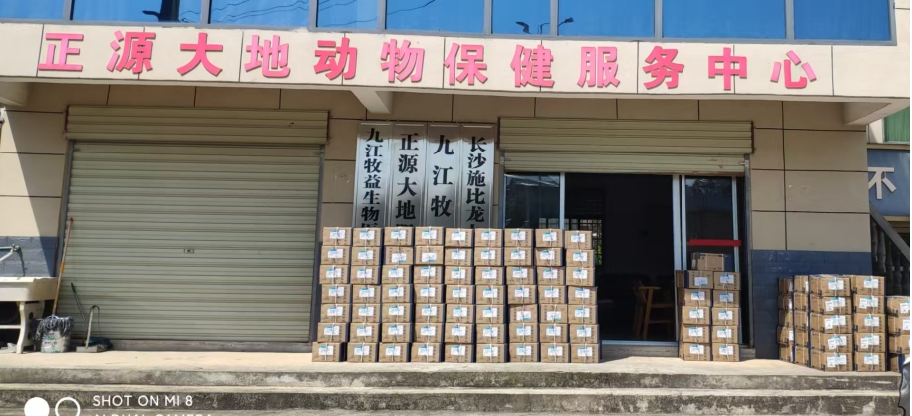 正源大地动物保健服务中心
九江牧益生物
正源大地
九江牧
长沙施比龙
不
SHOT ON MI 8